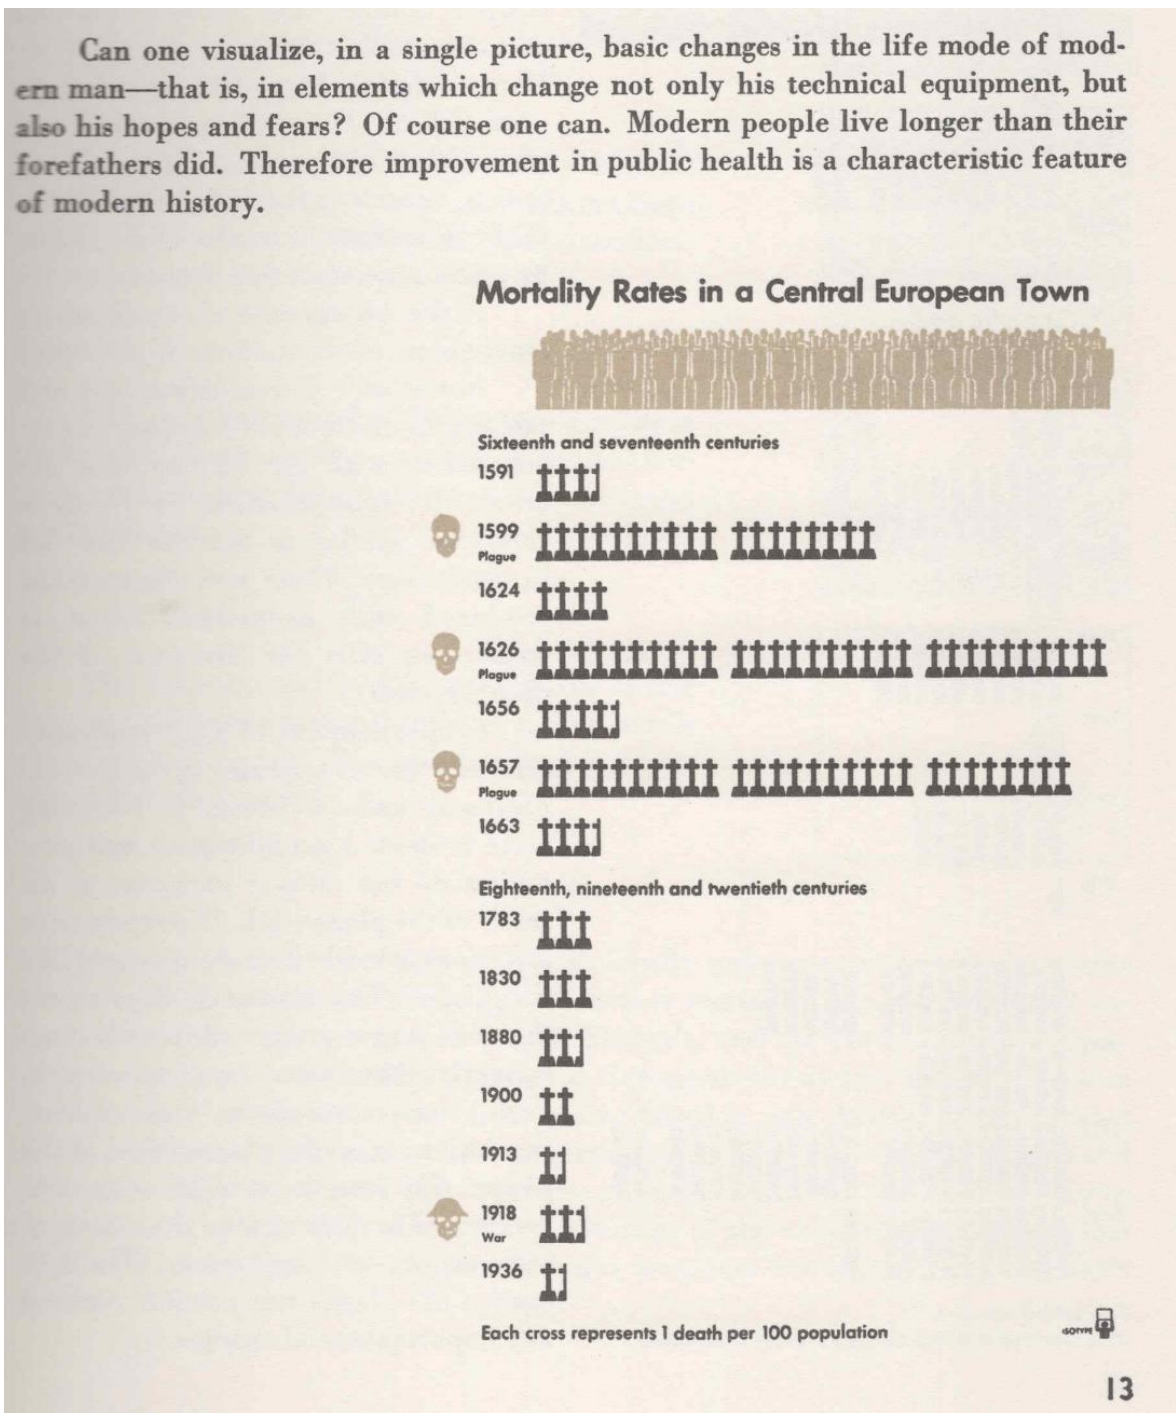 Can one visualize, in a single picture, basic changes in the life mode of mod-
ern man—that is, in elements which change not only his technical equipment, but
also his hopes and fears? Of course one can. Modern people live longer than their
forefathers did. Therefore improvement in public health is a characteristic feature
of modern history.
Mortality Rates in a Central European Town
Sixteenth and seventeenth centuries
1591
1599
Plague
1624
1626
Plague
1656
1657
Plague
1663
Eighteenth, nineteenth and twentieth centuries
1783
1830
1880
1900
1913
1918
War
1936
Each cross represents 1 death per 100 population
ISOTYPE
13